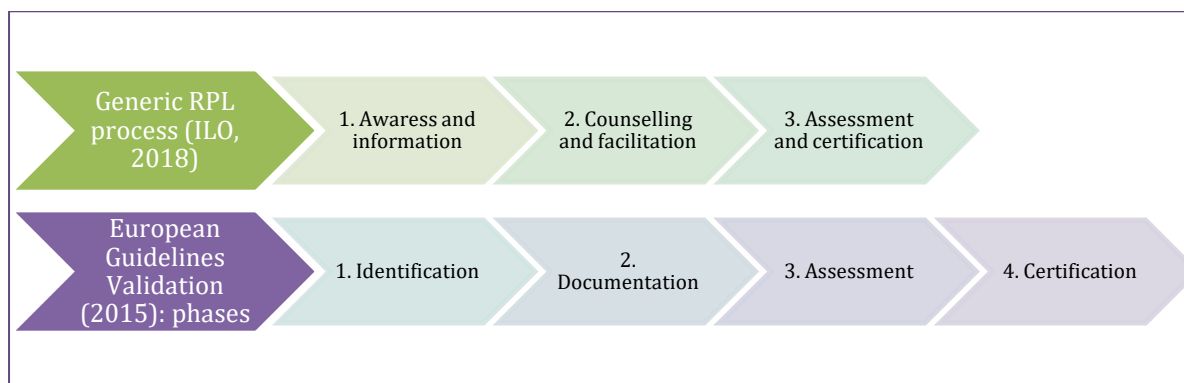 Generic RPL
process (ILO,
2018)
1. Awaress and
information
2. Counselling
and facilitation
3. Assessment
and certification
European
Guidelines
Validation
(2015): phases
1. Identification
2.
Documentation
3. Assessment
4. Certification